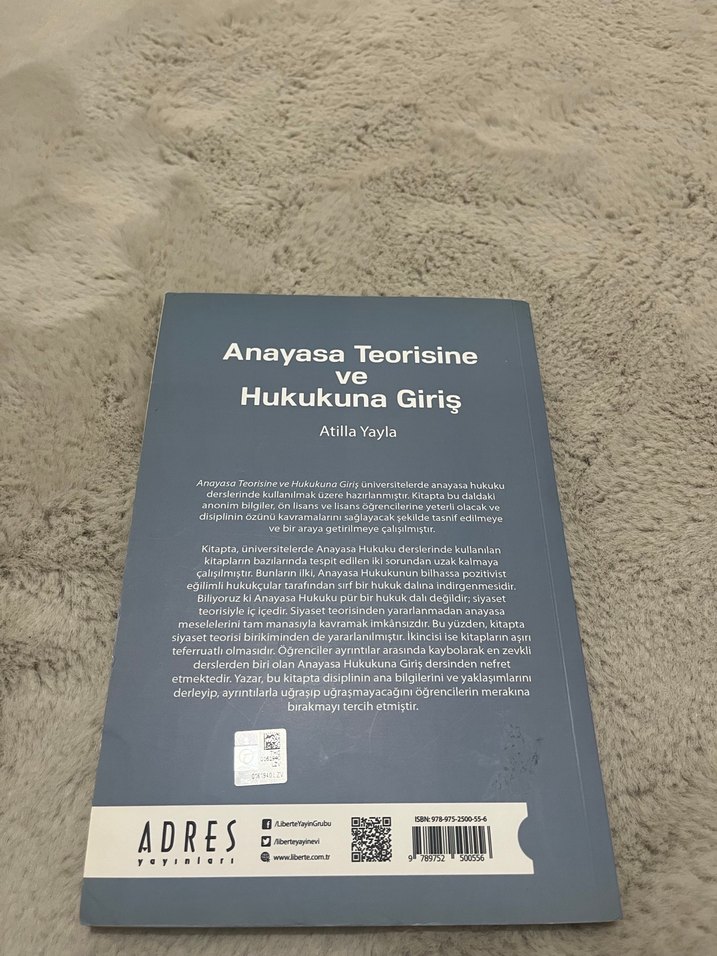 Anayasa Teorisine
ve
Hukukuna Giriş
Atilla Yayla
Anayasa Teorisine ve Hukukuna Giriş üniversitelerde anayasa hukuku
derslerinde kullanılmak üzere hazırlanmıştır. Kitapta bu daldaki
anonim bilgiler, ön lisans ve lisans öğrencilerine yeterli olacak ve
disiplinin özünü kavramalarını sağlayacak şekilde tasnif edilmeye
ve bir araya getirilmeye çalışılmıştır.
Kitapta, üniversitelerde Anayasa Hukuku derslerinde kullanılan
kitapların bazılarında tespit edilen iki sorundan uzak kalmaya
çalışılmıştır. Bunların ilki, Anayasa Hukukunun bilhassa pozitivist
eğilimli hukukçular tarafından sırf bir hukuk dalına indirgenmesidir.
Biliyoruz ki Anayasa Hukuku pür bir hukuk dalı değildir; siyaset
teorisiyle iç içedir. Siyaset teorisinden yararlanmadan anayasa
meselelerini tam manasıyla kavramak imkânsızdır. Bu yüzden, kitapta
siyaset teorisi birikiminden de yararlanılmıştır. İkincisi ise kitapların aşırı
teferruatlı olmasıdır. Öğrenciler ayrıntılar arasında kaybolarak en zevkli
derslerden biri olan Anayasa Hukukuna Giriş dersinden nefret
etmektedir. Yazar, bu kitapta disiplinin ana bilgilerini ve yaklaşımlarını
derleyip, ayrıntılarla uğraşıp uğraşmayacağını öğrencilerin merakına
bırakmayı tercih etmiştir.
ADRES
yayınları
/LiberteYayinGrubu
/liberteyayinevi
www.liberte.com.tr
ISBN: 978-975-2500-55-6
9 789752 500556